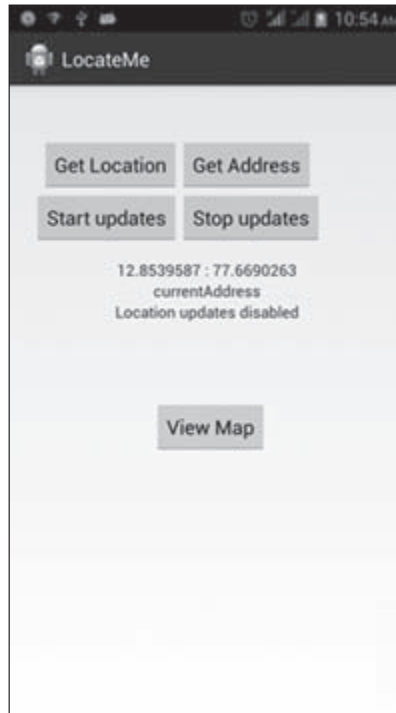 10:54 AM
LocateMe
Get Location Get Address
Start updates Stop updates
12.8539587 : 77.6690263
currentAddress
Location updates disabled
View Map